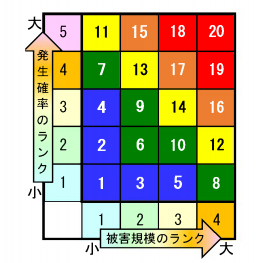 大
5 11 15 18 20
4 7 13 17 19
3 4 9 14 16
2 2 6 10 12
1 1 3 5 8
1 2 3 4
発生確率のランク
小
小
被害規模のランク
大